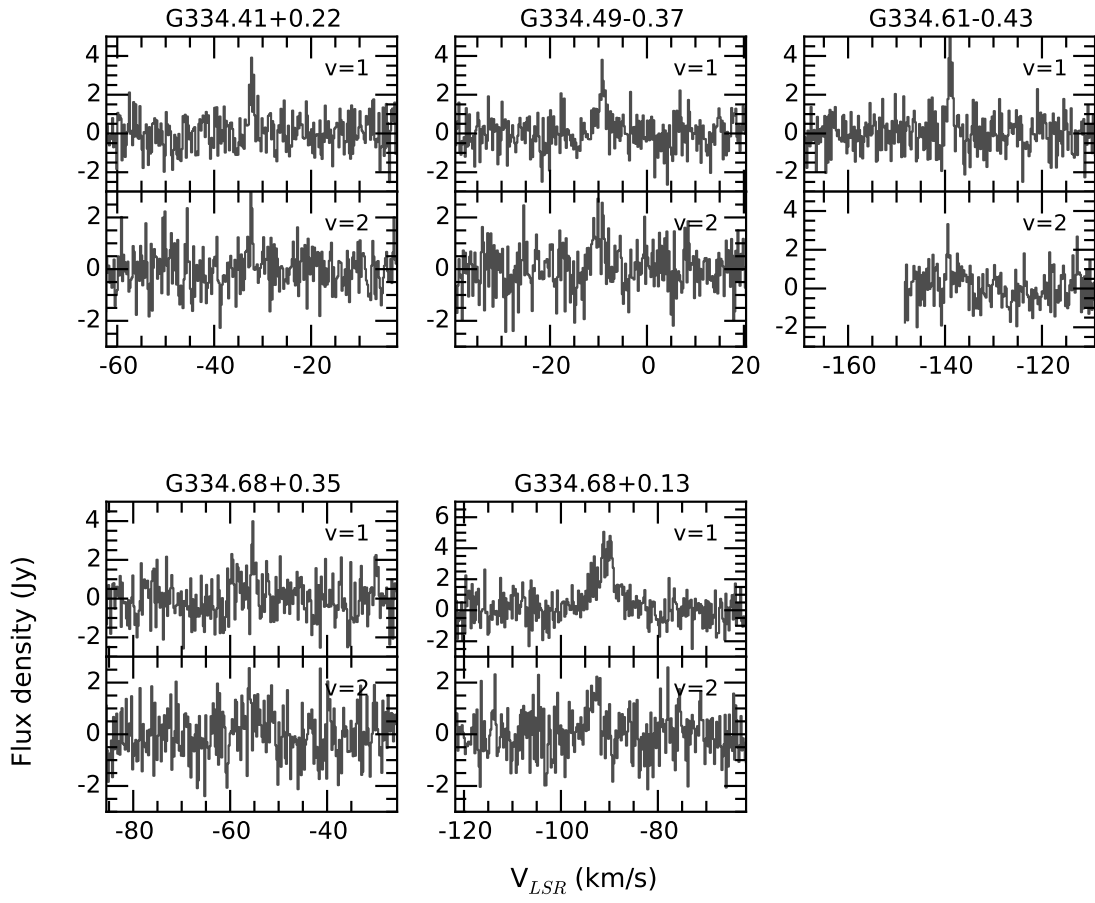 G334.41+0.22 G334.49-0.37 G334.61-0.43
4 4 4
v=1 v=1 v=1
2 2 2
0 0 0
-2 -2 -2
v=2 v=2 4 v=2
2 2 2
0 0 0
-2 -2 -2
-60 -40 -20 -20 0 20 -160 -140 -120
G334.68+0.35 G334.68+0.13
4 6
v=1 v=1
2 4
0 2
-2 0
-2
v=2 v=2
2 2
0 0
-2 -2
-80 -60 -40 -120 -100 -80
Flux density (Jy)
V_LSR (km/s)